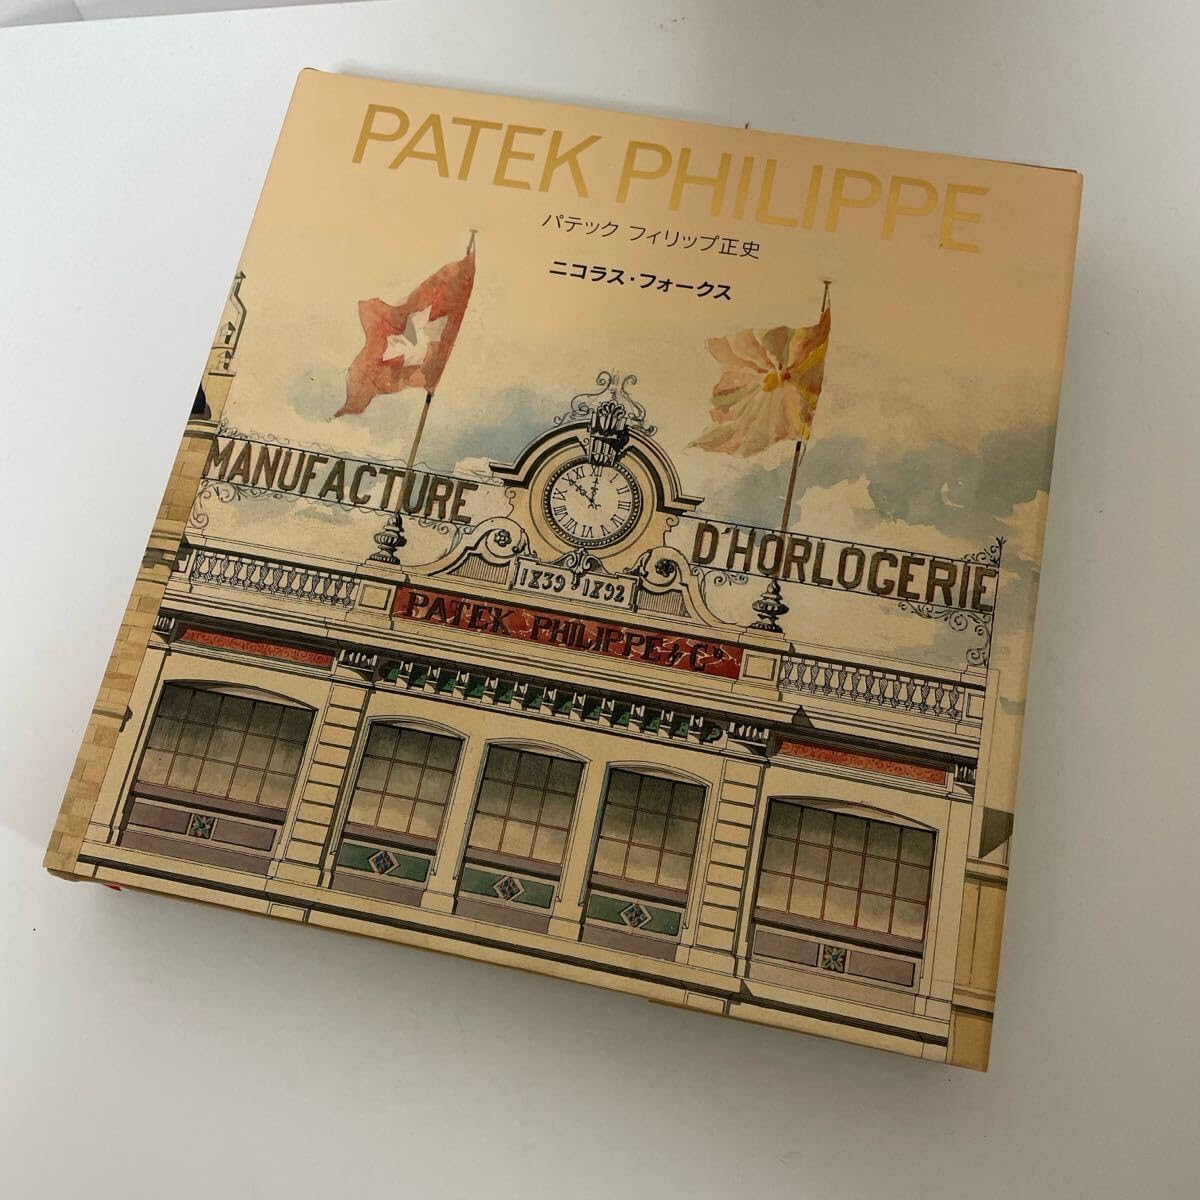 PATEK PHILIPPE
パテック フィリップ正史
ニコラス・フォークス
MANUFACTURE D'HORLOGERIE
XII
1839 1892
PATEK PHILIPPE & Cº